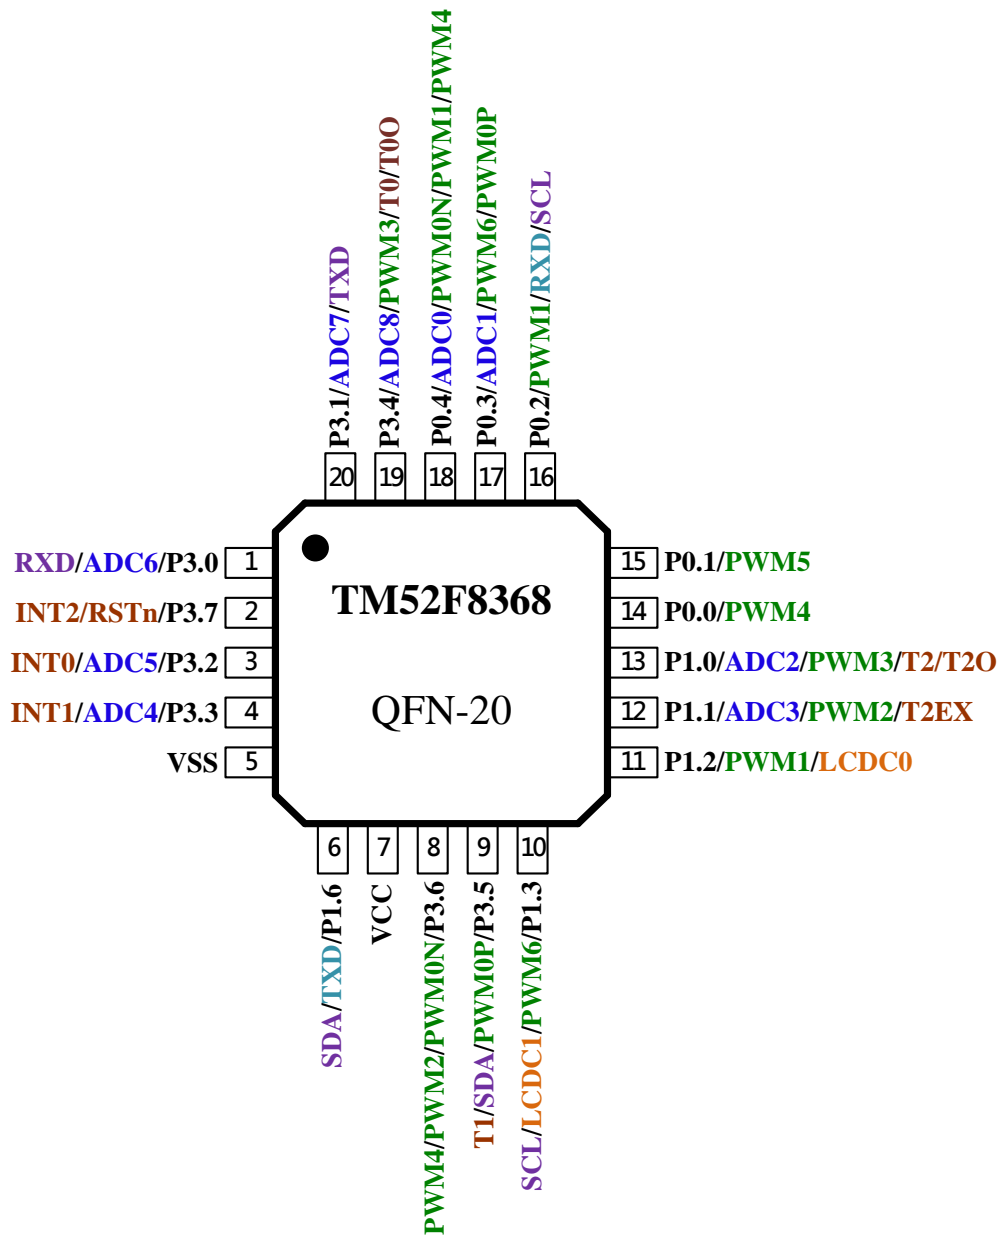 P3.1/ADC7/TXD
P3.4/ADC8/PWM3/T0/T0O
P0.4/ADC0/PWM0N/PWM1/PWM4
P0.3/ADC1/PWM6/PWM0P
P0.2/PWM1/RXD/SCL
20
19
18
17
16
RXD/ADC6/P3.0 1
INT2/RSTn/P3.7 2
INT0/ADC5/P3.2 3
INT1/ADC4/P3.3 4
VSS 5
TM52F8368
QFN-20
15 P0.1/PWM5
14 P0.0/PWM4
13 P1.0/ADC2/PWM3/T2/T2O
12 P1.1/ADC3/PWM2/T2EX
11 P1.2/PWM1/LCDC0
6
7
8
9
10
SDA/TXD/P1.6
VCC
PWM4/PWM2/PWM0N/P3.6
T1/SDA/PWM0P/P3.5
SCL/LCDC1/PWM6/P1.3